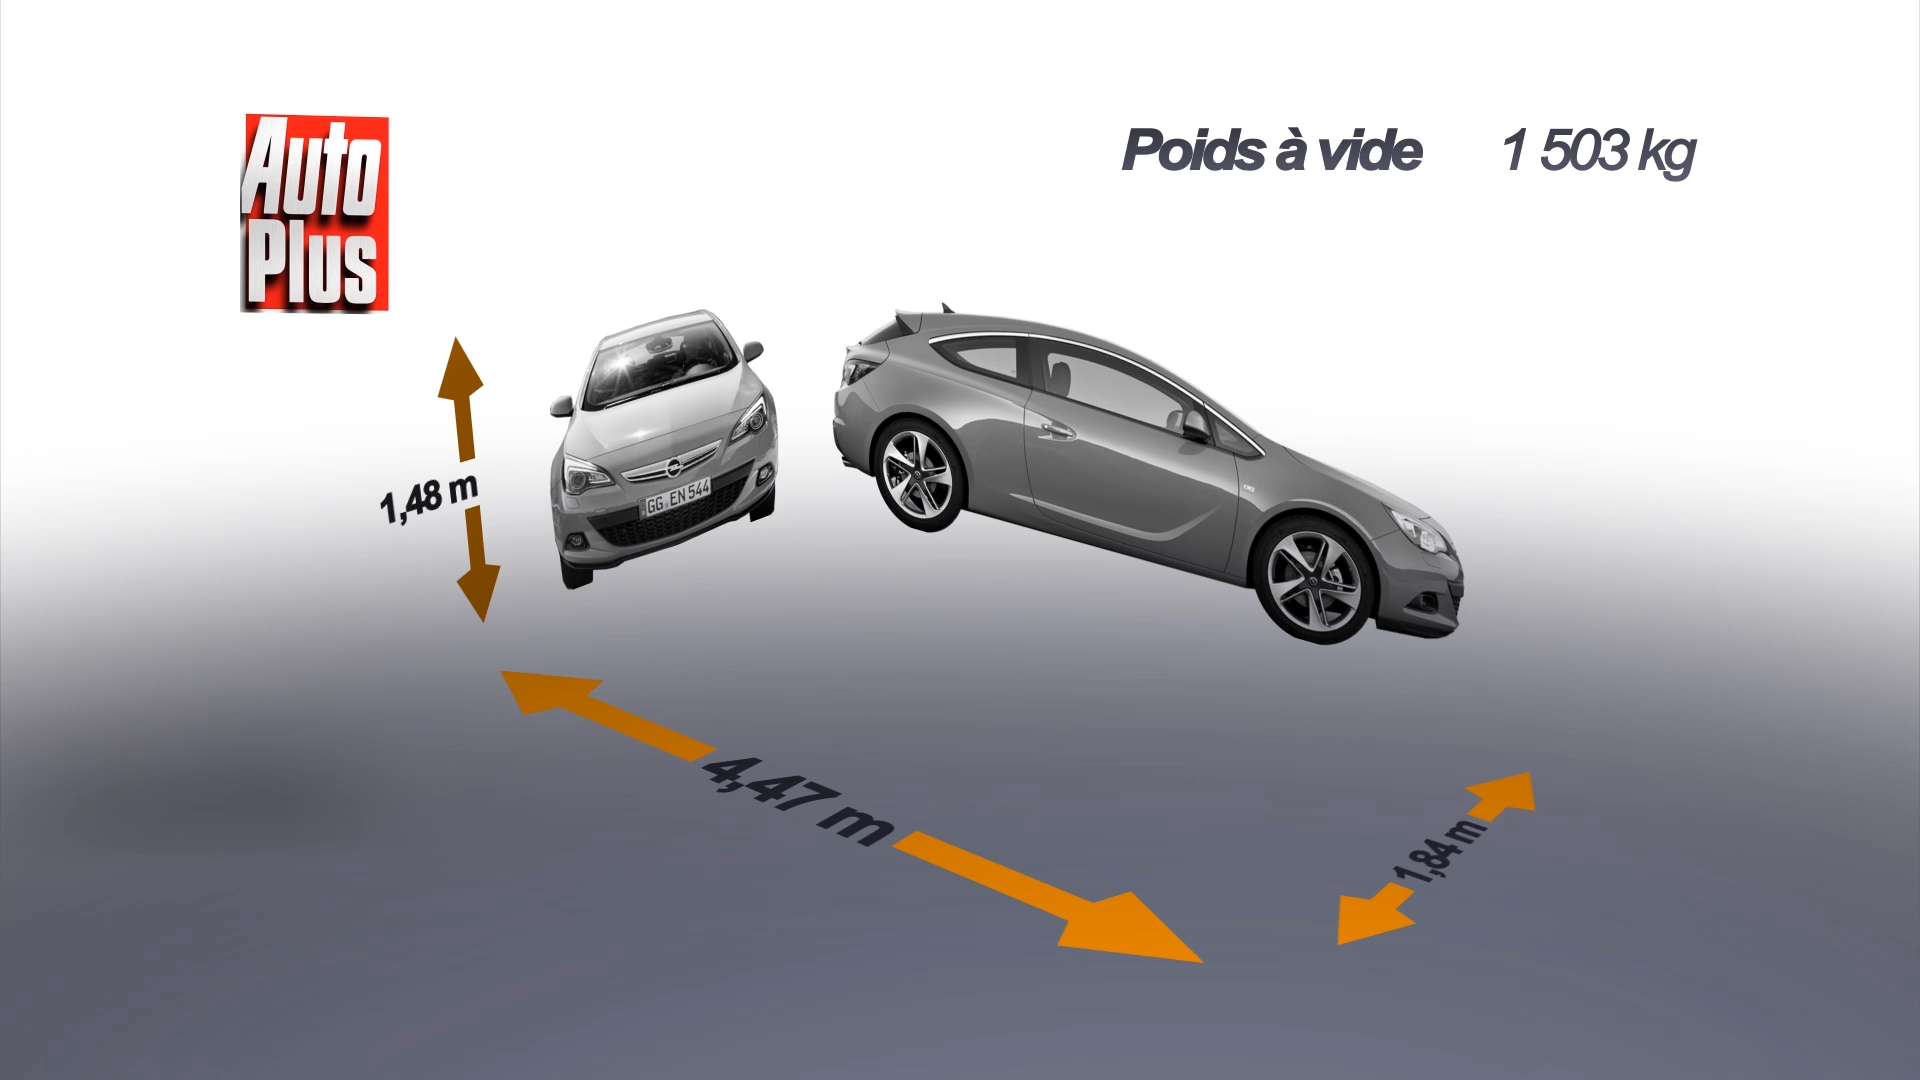 Auto
Plus
Poids à vide 1 503 kg
1,48 m
GG EN 544
4,47 m
1,84 m